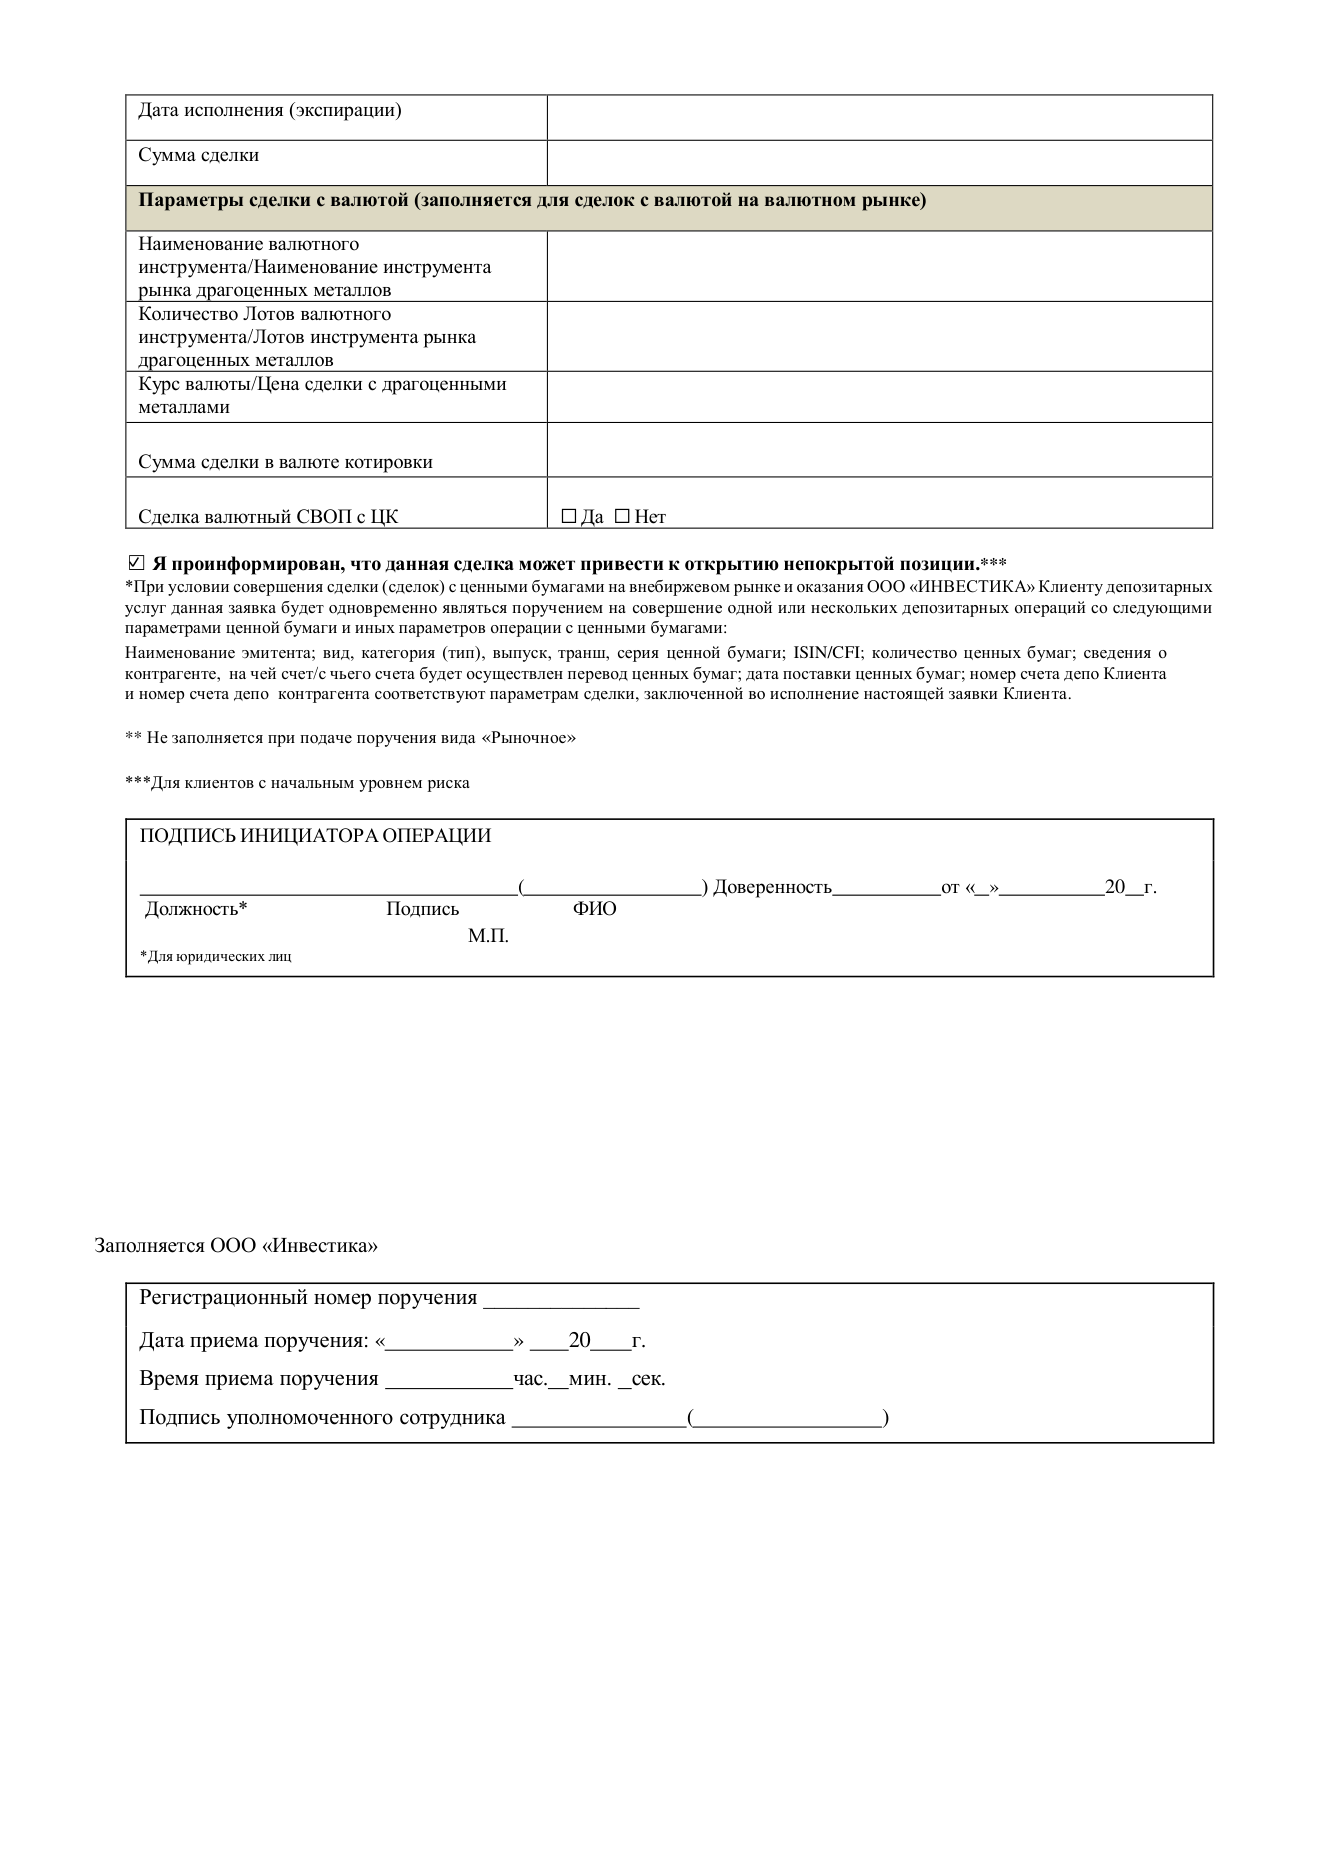 Дата исполнения (экспирации)
Сумма сделки
Параметры сделки с валютой (заполняется для сделок с валютой на валютном рынке)
Наименование валютного
инструмента/Наименование инструмента
рынка драгоценных металлов
Количество Лотов валютного
инструмента/Лотов инструмента рынка
драгоценных металлов
Курс валюты/Цена сделки с драгоценными
металлами
Сумма сделки в валюте котировки
Сделка валютный СВОП с ЦК
☐ Да ☐ Нет
☑ Я проинформирован, что данная сделка может привести к открытию непокрытой позиции.***
*При условии совершения сделки (сделок) с ценными бумагами на внебиржевом рынке и оказания ООО «ИНВЕСТИКА» Клиенту депозитарных
услуг данная заявка будет одновременно являться поручением на совершение одной или нескольких депозитарных операций со следующими
параметрами ценной бумаги и иных параметров операции с ценными бумагами:
Наименование эмитента; вид, категория (тип), выпуск, транш, серия ценной бумаги; ISIN/CFI; количество ценных бумаг; сведения о
контрагенте, на чей счет/с чьего счета будет осуществлен перевод ценных бумаг; дата поставки ценных бумаг; номер счета депо Клиента
и номер счета депо контрагента соответствуют параметрам сделки, заключенной во исполнение настоящей заявки Клиента.
** Не заполняется при подаче поручения вида «Рыночное»
***Для клиентов с начальным уровнем риска
ПОДПИСЬ ИНИЦИАТОРА ОПЕРАЦИИ
______________________________________(__________________) Доверенность___________от «_»___________20__г.
Должность* Подпись ФИО
М.П.
*Для юридических лиц
Заполняется ООО «Инвестика»
Регистрационный номер поручения _______________
Дата приема поручения: «____________» ____20____г.
Время приема поручения ____________час.__мин. _сек.
Подпись уполномоченного сотрудника ________________(__________________)